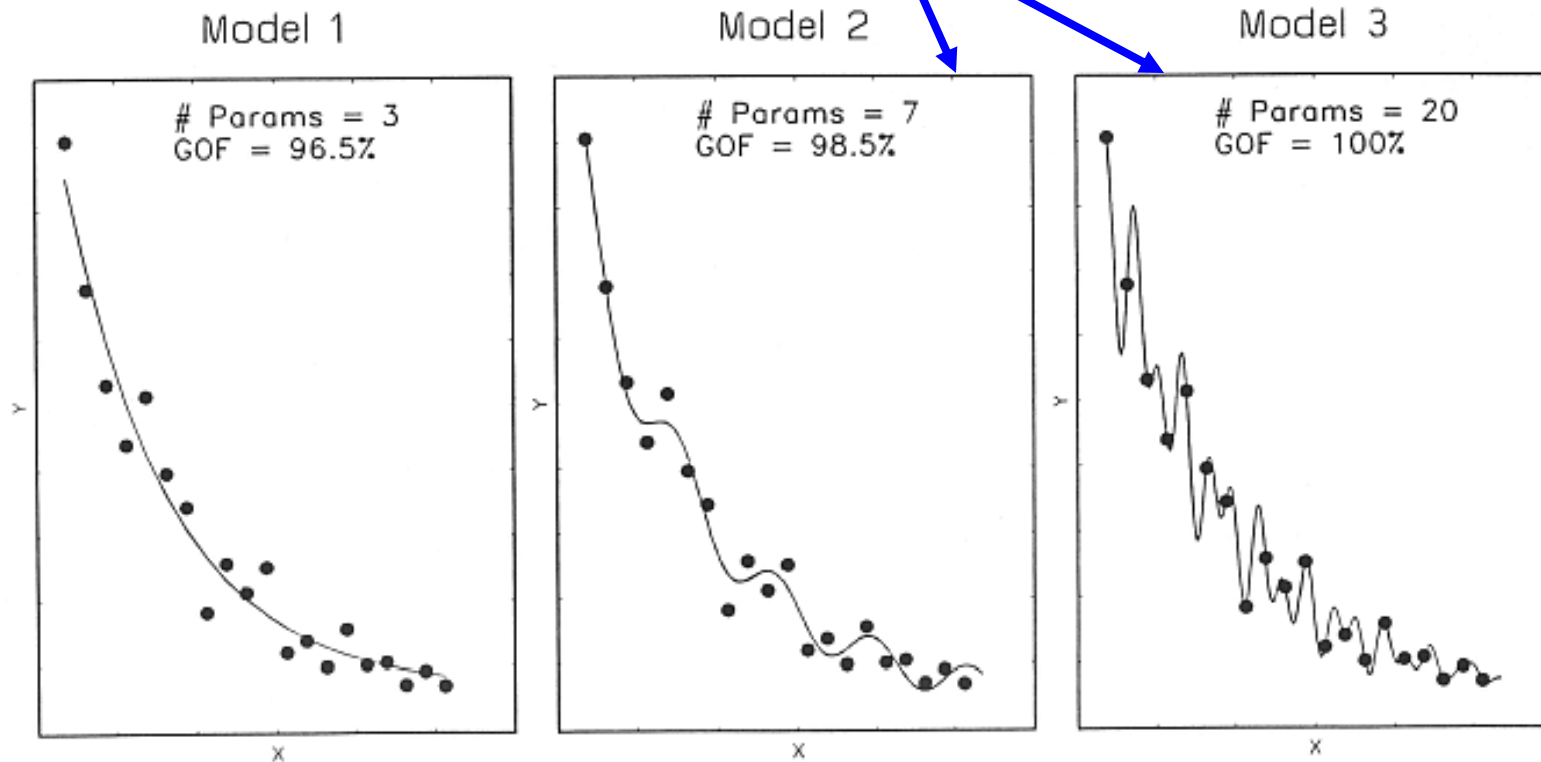 Model 1
# Params = 3
GOF = 96.5%
Y
X
Model 2
# Params = 7
GOF = 98.5%
Y
X
Model 3
# Params = 20
GOF = 100%
Y
X